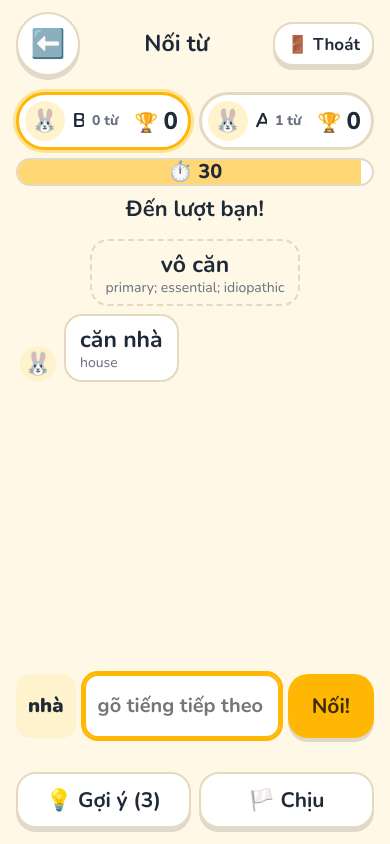 Nối từ
Thoát
B 0 từ 0
A 1 từ 0
30
Đến lượt bạn!
vô căn
primary; essential; idiopathic
căn nhà
house
nhà
gõ tiếng tiếp theo
Nối!
Gợi ý (3)
Chịu